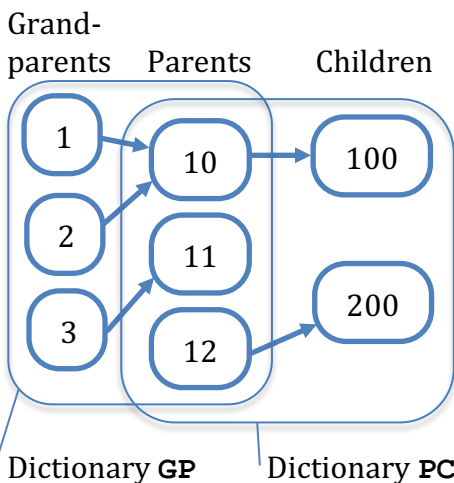 Grand-
parents Parents Children
1
10
100
2
11
3
12
200
Dictionary GP Dictionary PC